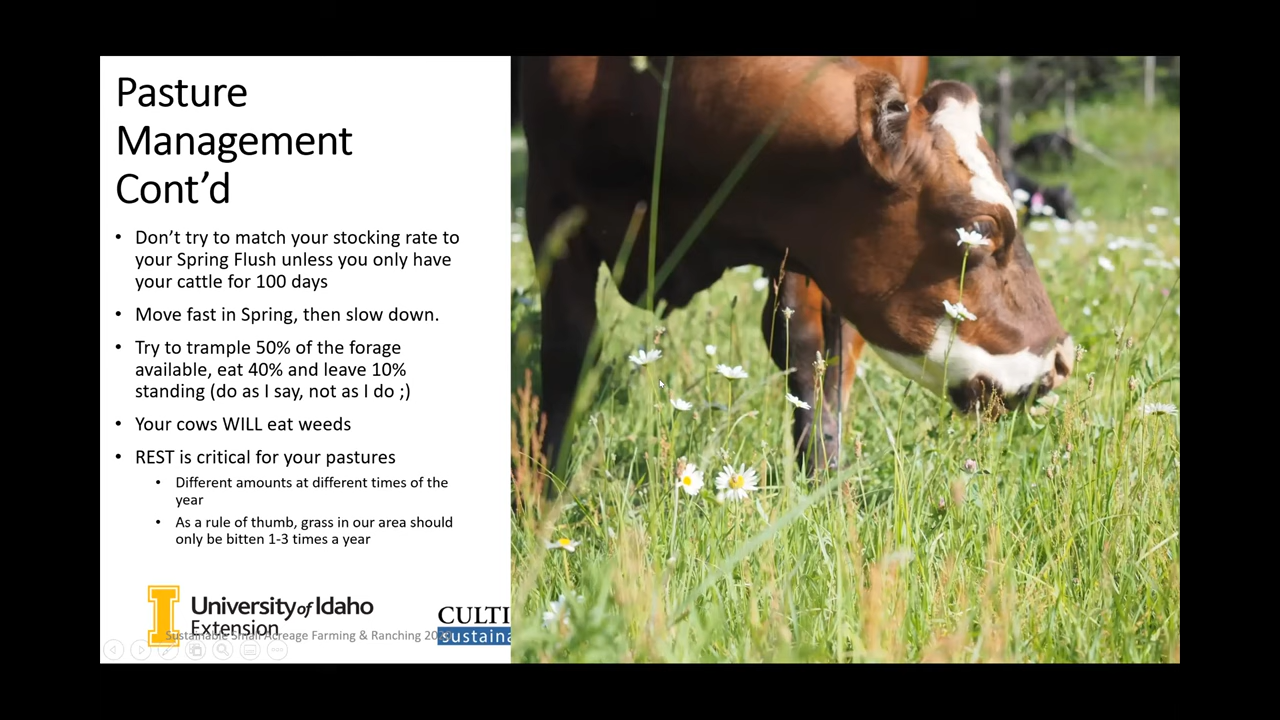 Pasture
Management
Cont’d
• Don’t try to match your stocking rate to
your Spring Flush unless you only have
your cattle for 100 days
• Move fast in Spring, then slow down.
• Try to trample 50% of the forage
available, eat 40% and leave 10%
standing (do as I say, not as I do ;)
• Your cows WILL eat weeds
• REST is critical for your pastures
• Different amounts at different times of the
year
• As a rule of thumb, grass in our area should
only be bitten 1-3 times a year
I
University of Idaho
Extension
CULTI
sustaina
Sustainable Small Acreage Farming & Ranching